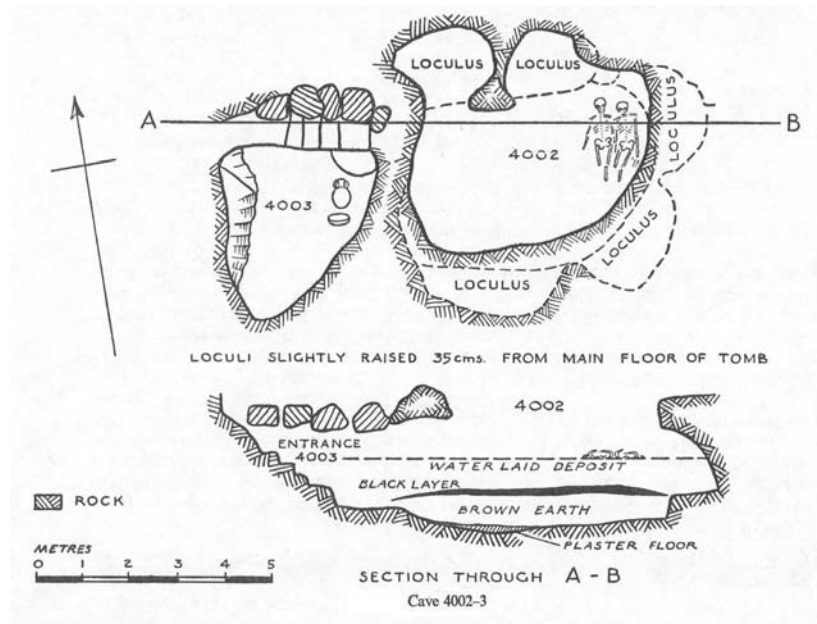 LOCULUS
LOCULUS
A
B
LOCULUS
4002
4003
LOCULUS
LOCULUS
LOCULI SLIGHTLY RAISED 35cms. FROM MAIN FLOOR OF TOMB
4002
ENTRANCE
4003
WATER LAID DEPOSIT
BLACK LAYER
BROWN EARTH
ROCK
PLASTER FLOOR
METRES
0 1 2 3 4 5
SECTION THROUGH A - B
Cave 4002–3